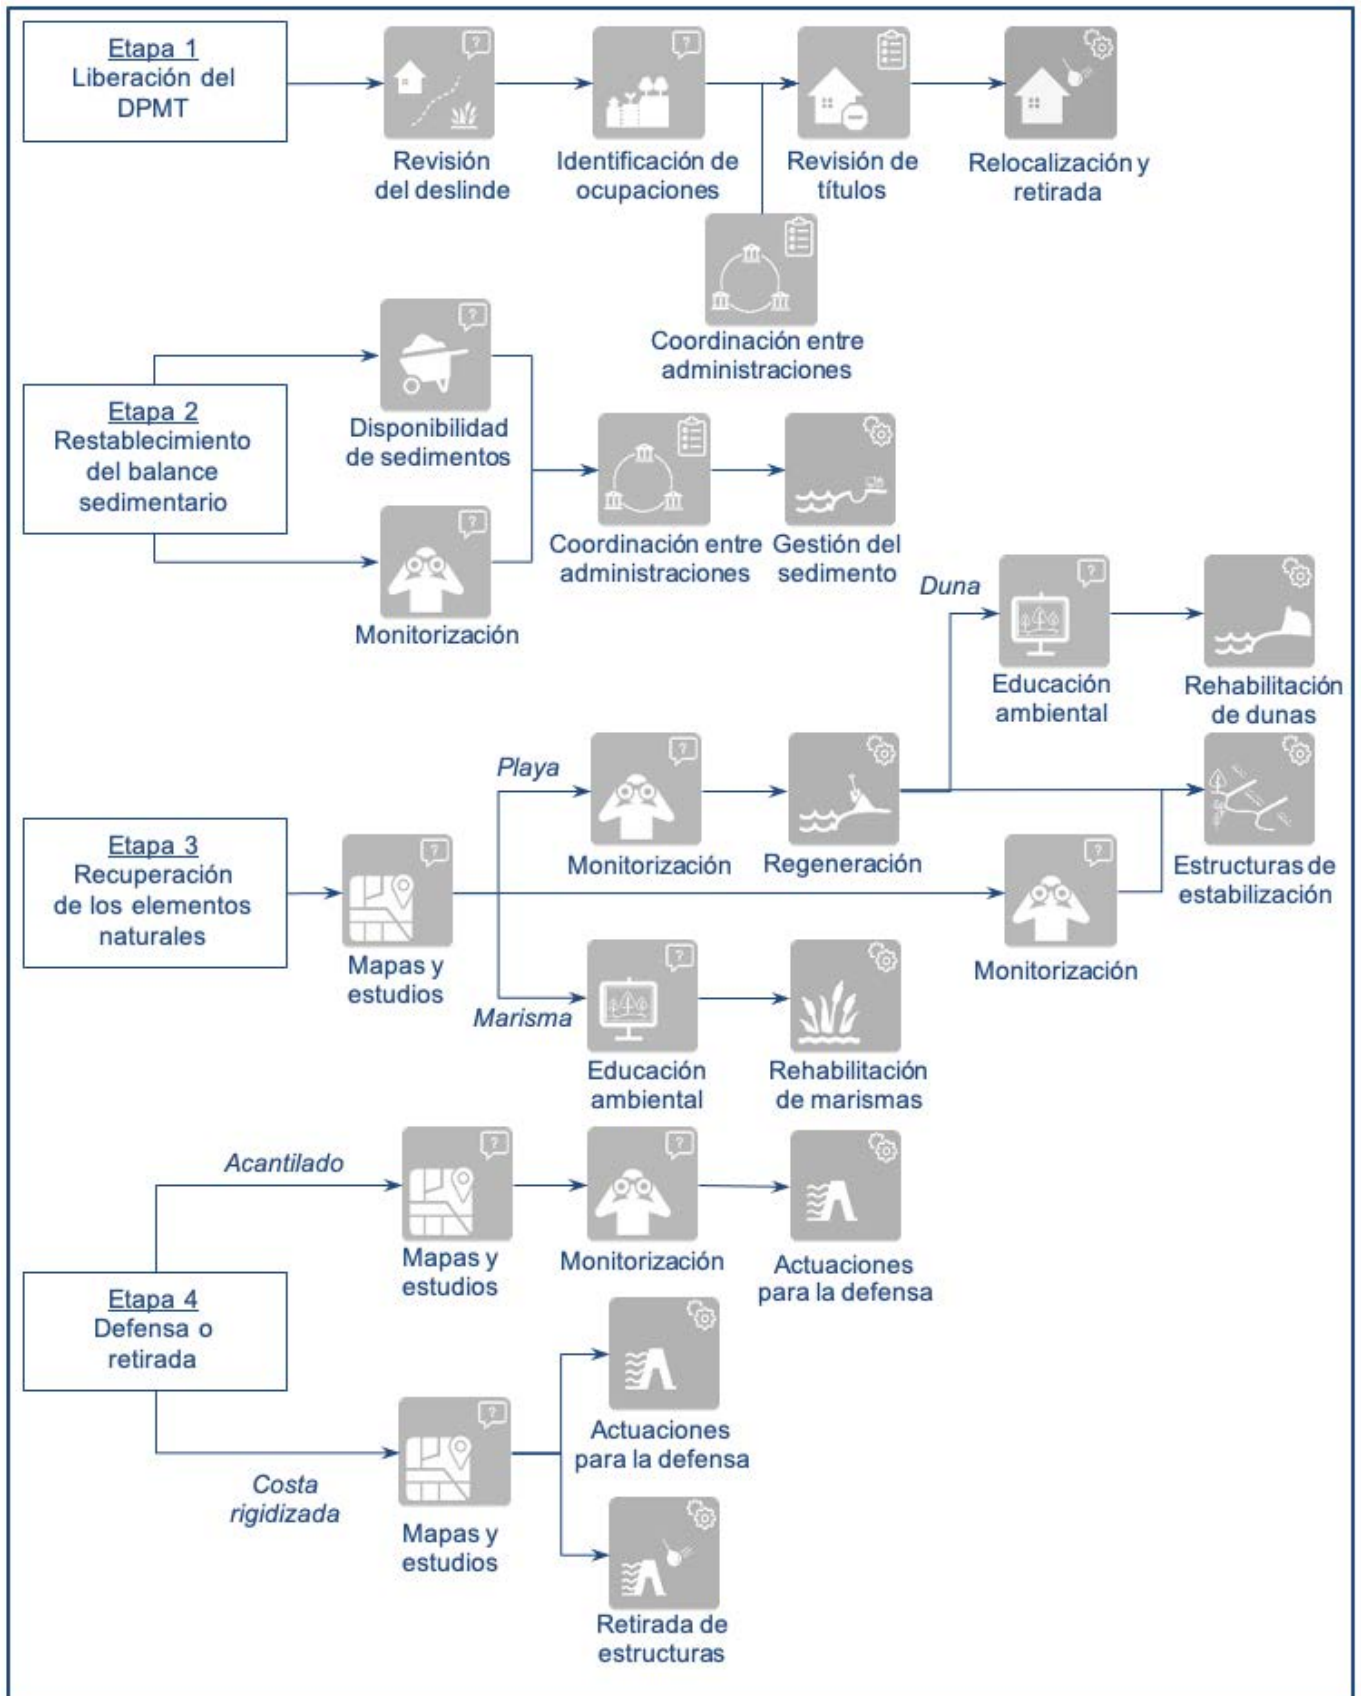 Etapa 1
Liberación del
DPMT
Revisión
del deslinde
Identificación de
ocupaciones
Revisión de
títulos
Relocalización y
retirada
Coordinación entre
administraciones
Etapa 2
Restablecimiento
del balance
sedimentario
Disponibilidad
de sedimentos
Monitorización
Coordinación entre
administraciones
Gestión del
sedimento
Etapa 3
Recuperación
de los elementos
naturales
Mapas y
estudios
Playa
Monitorización
Regeneración
Duna
Educación
ambiental
Rehabilitación
de dunas
Estructuras de
estabilización
Monitorización
Marisma
Educación
ambiental
Rehabilitación
de marismas
Etapa 4
Defensa o
retirada
Acantilado
Mapas y
estudios
Monitorización
Actuaciones
para la defensa
Costa
rigidizada
Mapas y
estudios
Actuaciones
para la defensa
Retirada de
estructuras